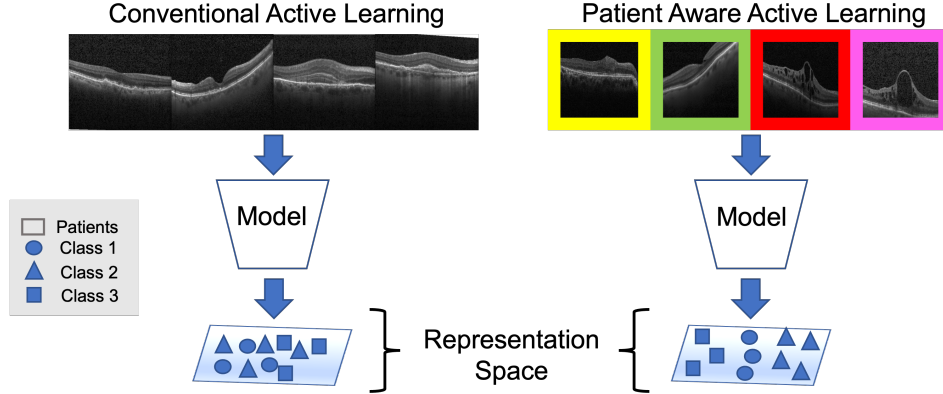 Conventional Active Learning
Patient Aware Active Learning
Model
Model
Patients
Class 1
Class 2
Class 3
Representation
Space